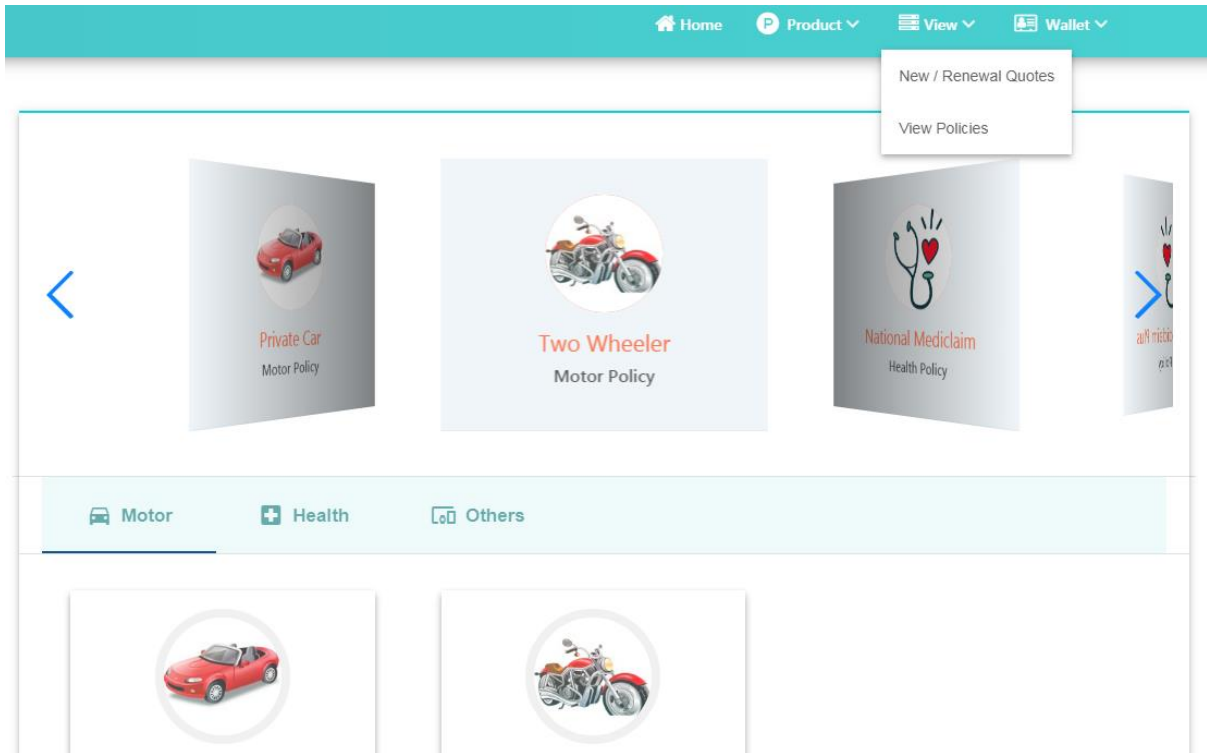 Home P Product View Wallet
New / Renewal Quotes
View Policies
Private Car
Motor Policy
Two Wheeler
Motor Policy
National Mediclaim
Health Policy
Motor Health Others